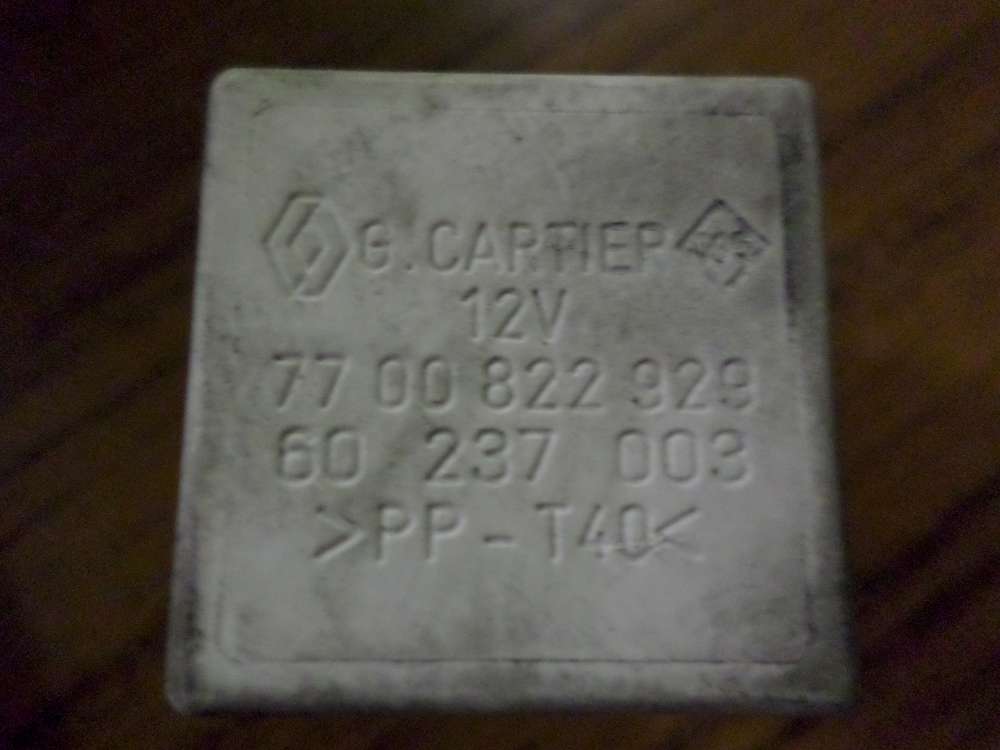 G. CARTIER
12V
77 00 822 929
60 237 003
>PP-T40<